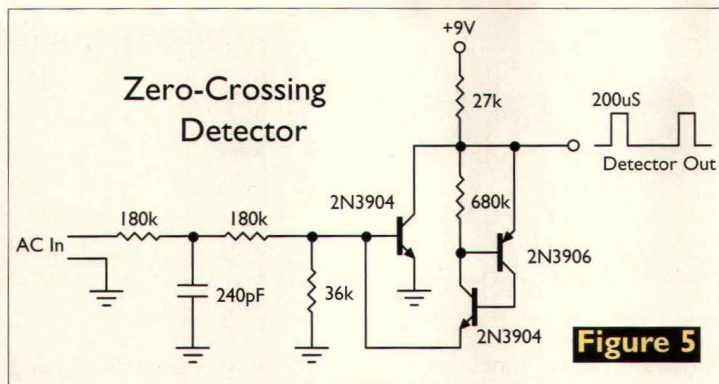 +9V
Zero-Crossing
Detector
27k
200uS
Detector Out
2N3904
680k
180k
180k
AC In
2N3906
240pF
36k
2N3904
Figure 5